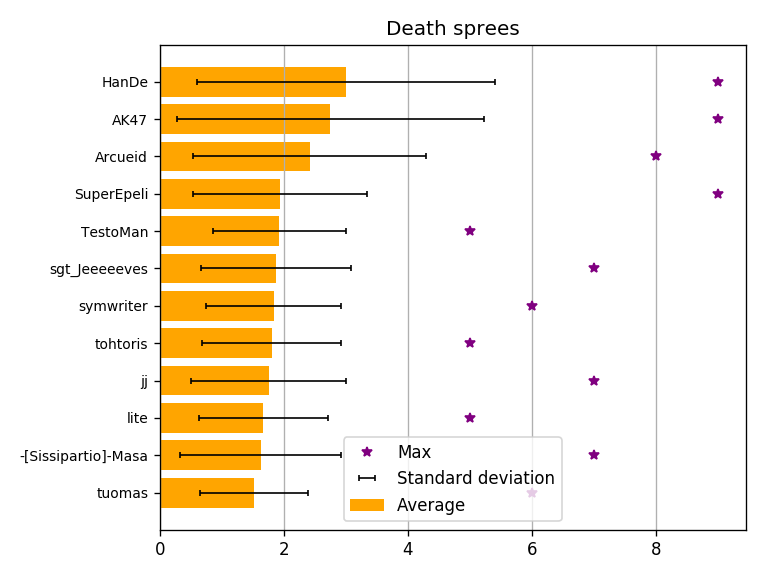 Death sprees
HanDe
AK47
Arcueid
SuperEpeli
TestoMan
sgt_Jeeeeeves
symwriter
tohtoris
jj
lite
-[Sissipartio]-Masa
tuomas
Max
Standard deviation
Average
0 2 4 6 8